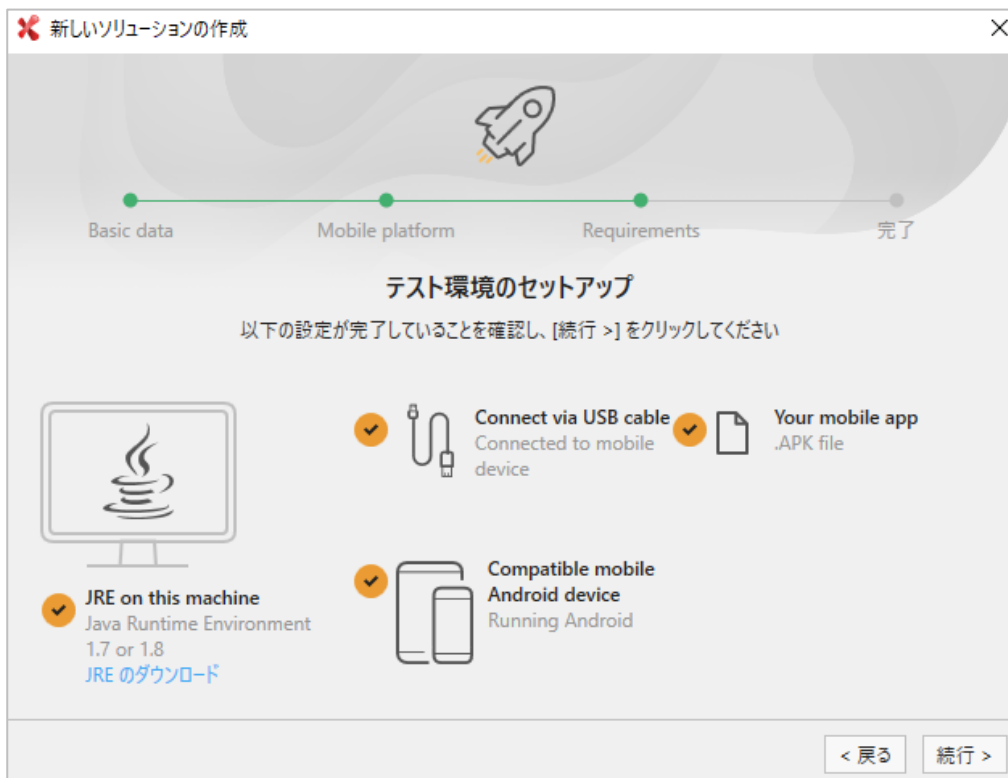 新しいソリューションの作成
Basic data
Mobile platform
Requirements
完了
テスト環境のセットアップ
以下の設定が完了していることを確認し、[続行 >] をクリックしてください
Connect via USB cable
Connected to mobile
device
Your mobile app
.APK file
JRE on this machine
Java Runtime Environment
1.7 or 1.8
JRE のダウンロード
Compatible mobile
Android device
Running Android
< 戻る
続行 >